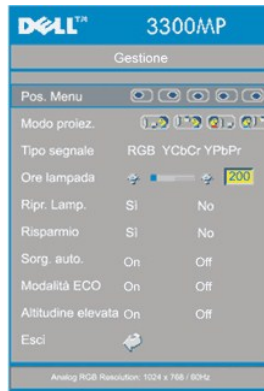 DELL™ 3300MP
Gestione
Pos. Menu
Modo proiez.
Tipo segnale RGB YCbCr YPbPr
Ore lampada 200
Ripr. Lamp. Sì No
Risparmio Sì No
Sorg. auto. On Off
Modalità ECO On Off
Altitudine elevata On Off
Esci
Analog RGB Resolution: 1024 x 768 / 60Hz